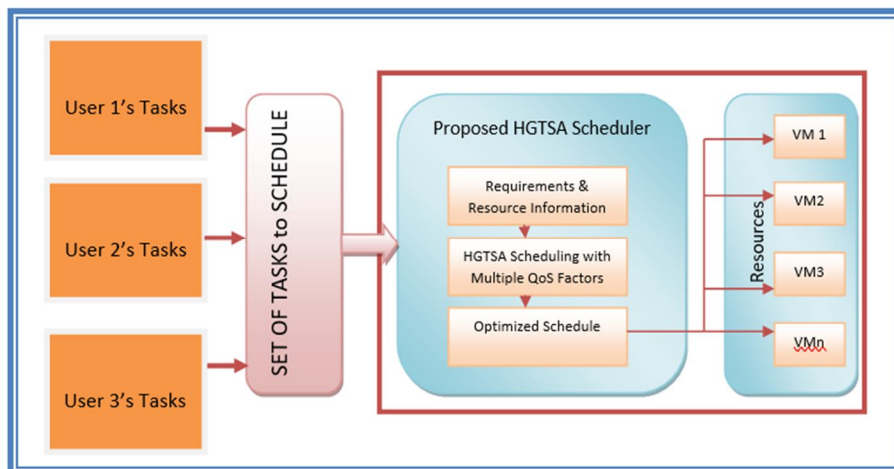 User 1's Tasks
User 2's Tasks
User 3's Tasks
SET OF TASKS to SCHEDULE
Proposed HGTSA Scheduler
Requirements &
Resource Information
HGTSA Scheduling with
Multiple QoS Factors
Optimized Schedule
Resources
VM 1
VM2
VM3
VMn